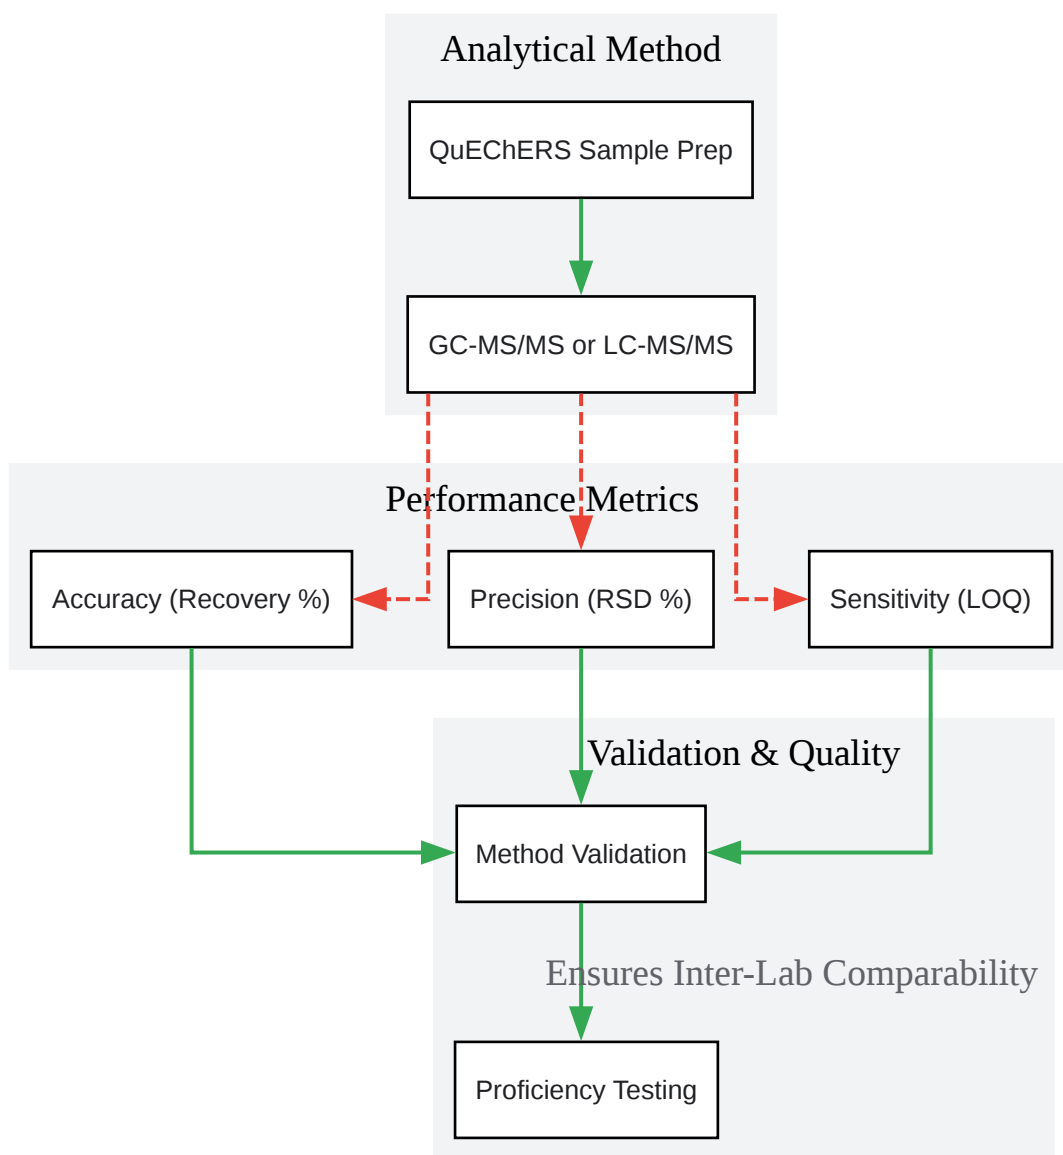 Analytical Method
QuEChERS Sample Prep
GC-MS/MS or LC-MS/MS
Performance Metrics
Accuracy (Recovery %)
Precision (RSD %)
Sensitivity (LOQ)
Validation & Quality
Method Validation
Ensures Inter-Lab Comparability
Proficiency Testing